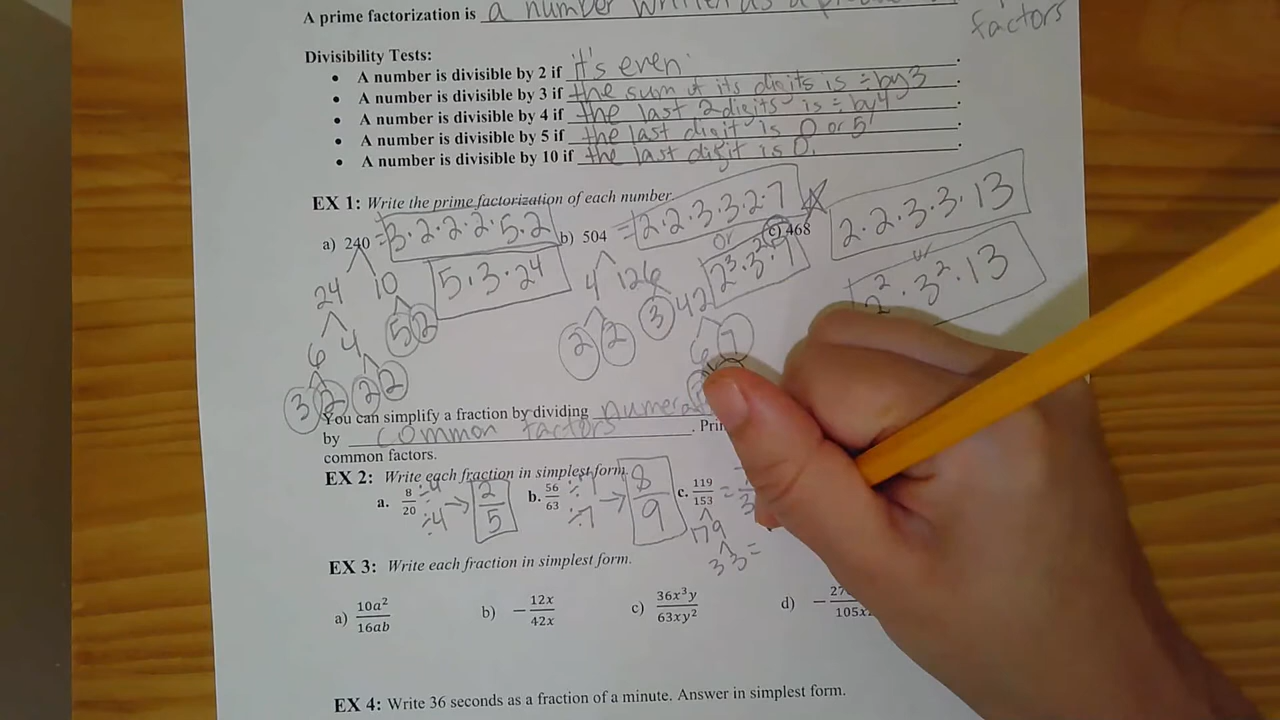 A prime factorization is a number written as a
factors
Divisibility Tests:
• A number is divisible by 2 if it's even.
• A number is divisible by 3 if the sum of its digits is ÷ by 3.
• A number is divisible by 4 if the last 2 digits is ÷ by 4.
• A number is divisible by 5 if the last digit is 0 or 5.
• A number is divisible by 10 if the last digit is 0.
EX 1: Write the prime factorization of each number.
a) 240 = 3·2·2·2·5·2
5·3·2⁴
24 10
6 4 5 2
3 2 2 2
b) 504 = 2·2·3·3·2·7
or
2³·3²·7
4 126
2 2 3 42
6 7
c) 468
2·2·3·3·13
or
2²·3²·13
You can simplify a fraction by dividing
by common factors.
common factors.
EX 2: Write each fraction in simplest form.
a. 8/20 ÷4 ÷4 → 2/5
b. 56/63 ÷7 ÷7 → 8/9
c. 119/153 =
17 9
3 3 =
EX 3: Write each fraction in simplest form.
a) 10a²/16ab
b) −12x/42x
c) 36x³y/63xy²
d)
EX 4: Write 36 seconds as a fraction of a minute. Answer in simplest form.